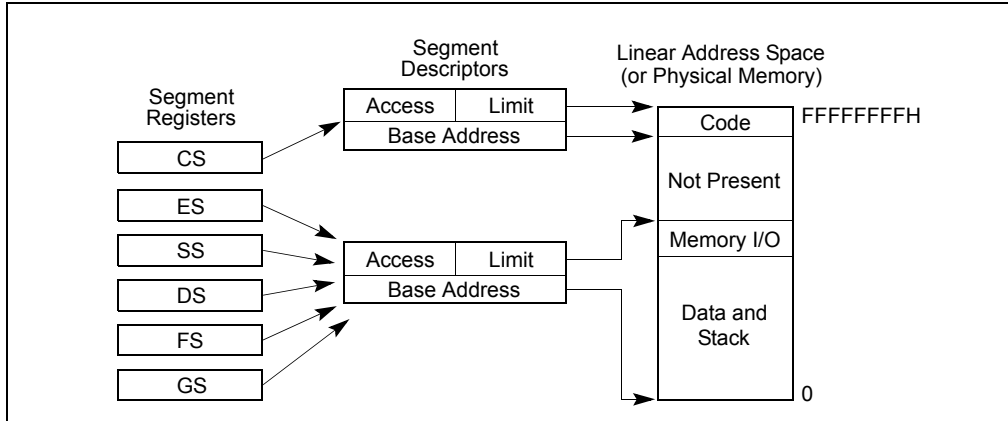 Segment
Registers
CS
ES
SS
DS
FS
GS
Segment
Descriptors
Access Limit
Base Address
Access Limit
Base Address
Linear Address Space
(or Physical Memory)
Code
FFFFFFFFH
Not Present
Memory I/O
Data and
Stack
0